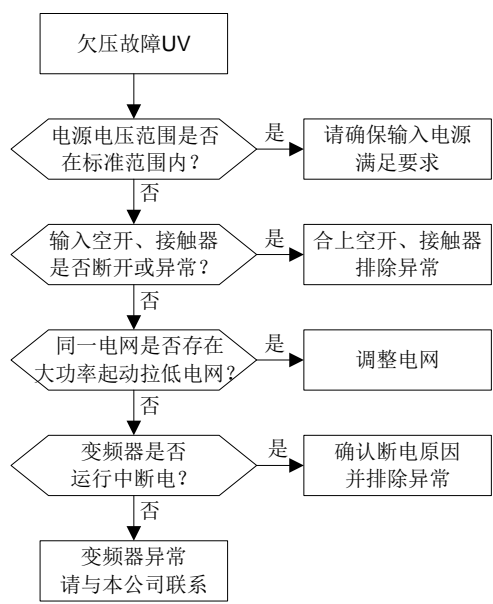 欠压故障UV
电源电压范围是否
在标准范围内?
是
请确保输入电源
满足要求
否
输入空开、接触器
是否断开或异常?
是
合上空开、接触器
排除异常
否
同一电网是否存在
大功率起动拉低电网?
是
调整电网
否
变频器是否
运行中断电?
是
确认断电原因
并排除异常
否
变频器异常
请与本公司联系